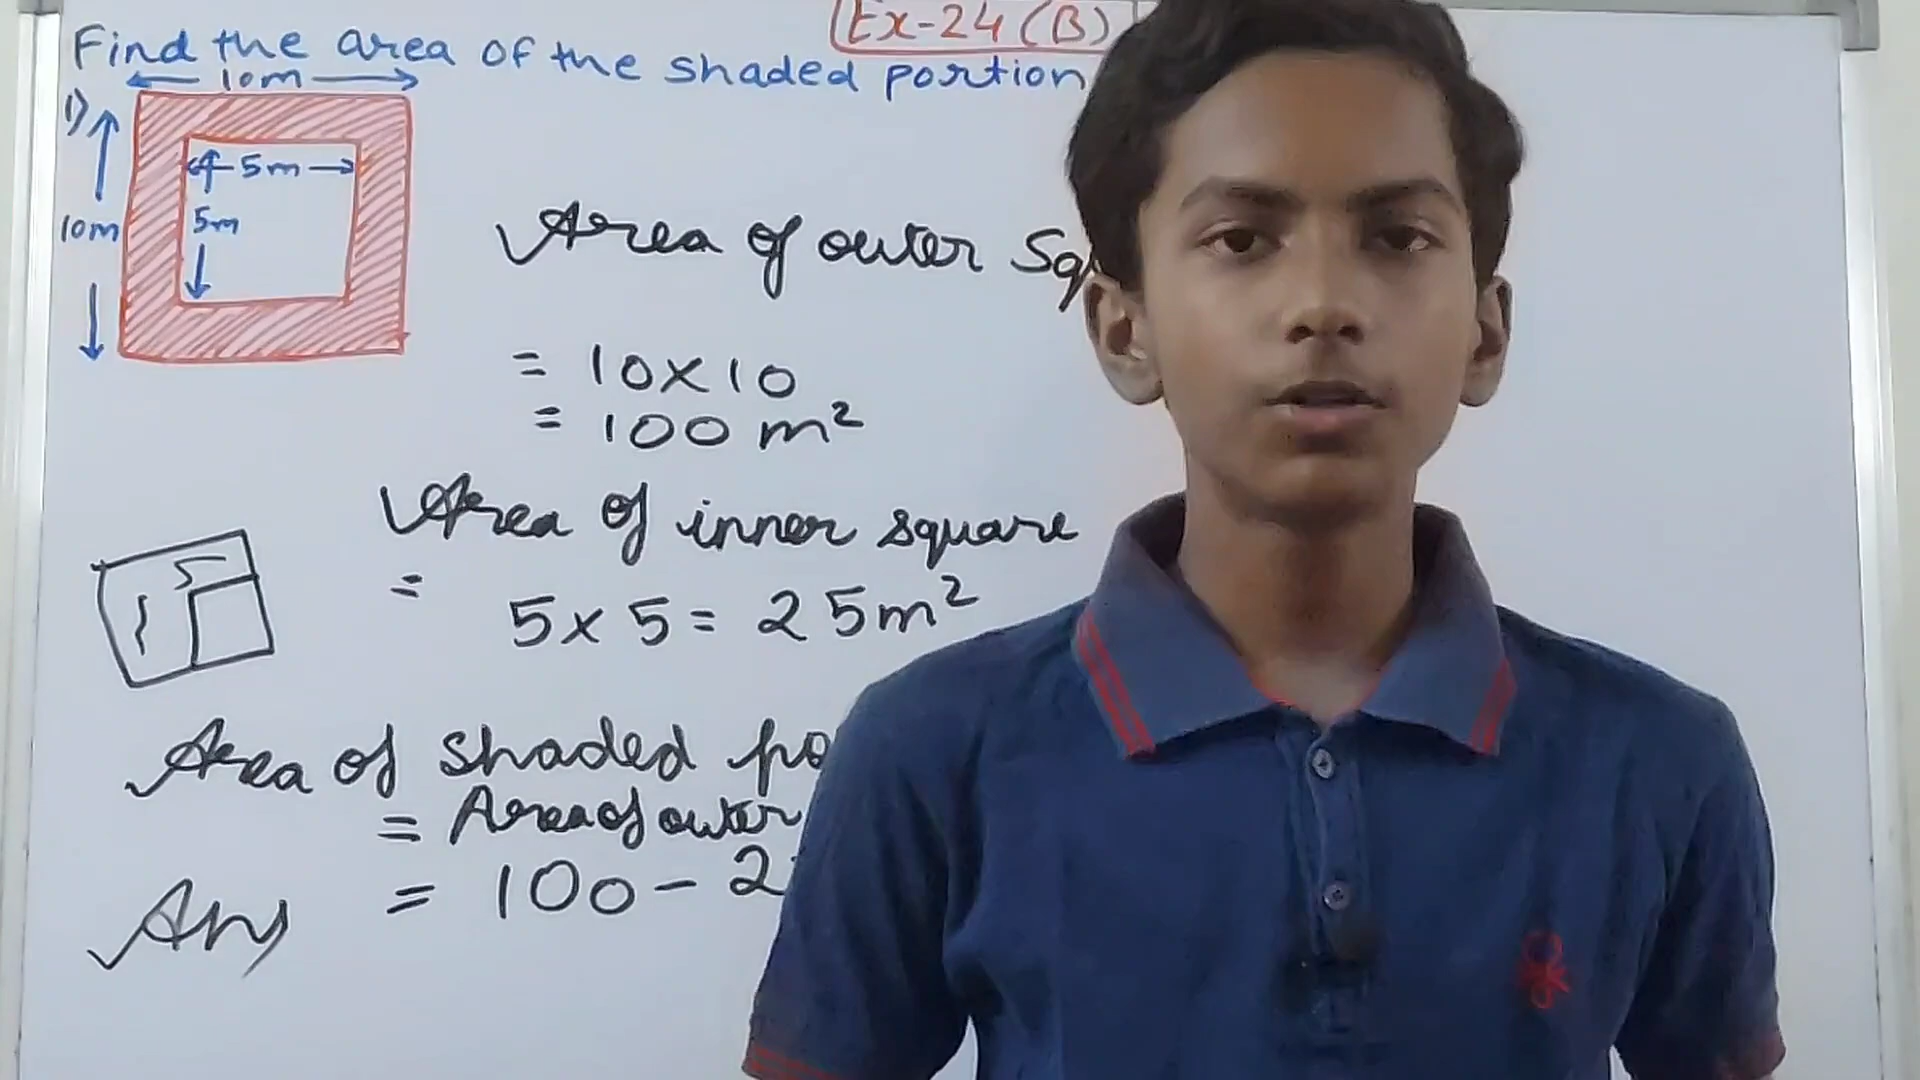 Ex-24 (B)
Find the area of the shaded portion
10m
1)
5m
10m
5m
Area of outer Sq
= 10×10
= 100 m²
Area of inner square
=
5 × 5 = 25m²
Area of shaded po
= Area of outer
= 100 - 2
Ans